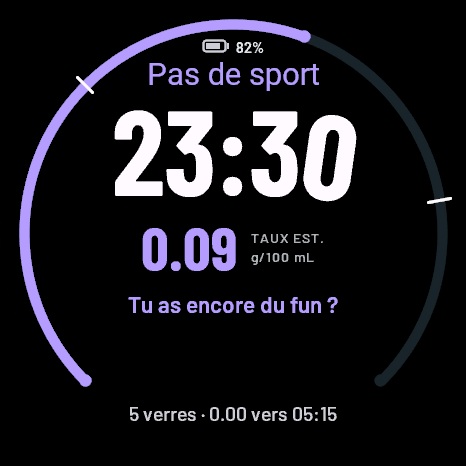 82%
Pas de sport
23:30
0.09 TAUX EST.
g/100 mL
Tu as encore du fun ?
5 verres · 0.00 vers 05:15